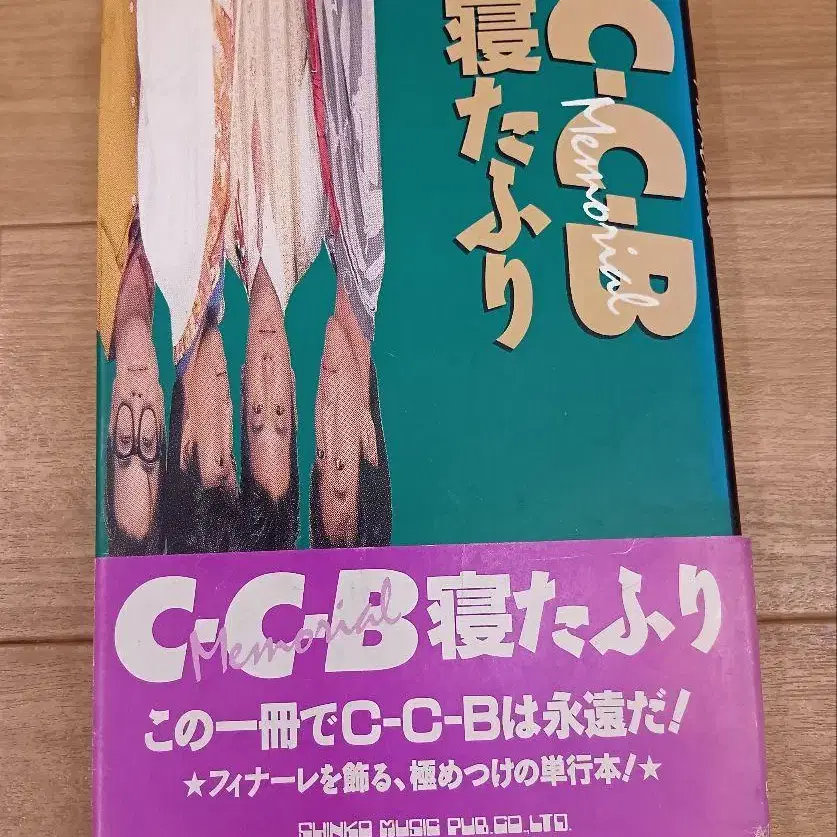 C-C-B
Memorial
寝たふり
C-C-B寝たふり
Memorial
この一冊でC-C-Bは永遠だ!
★フィナーレを飾る、極めつけの単行本!★
SHINKO MUSIC PUB.CO.,LTD.